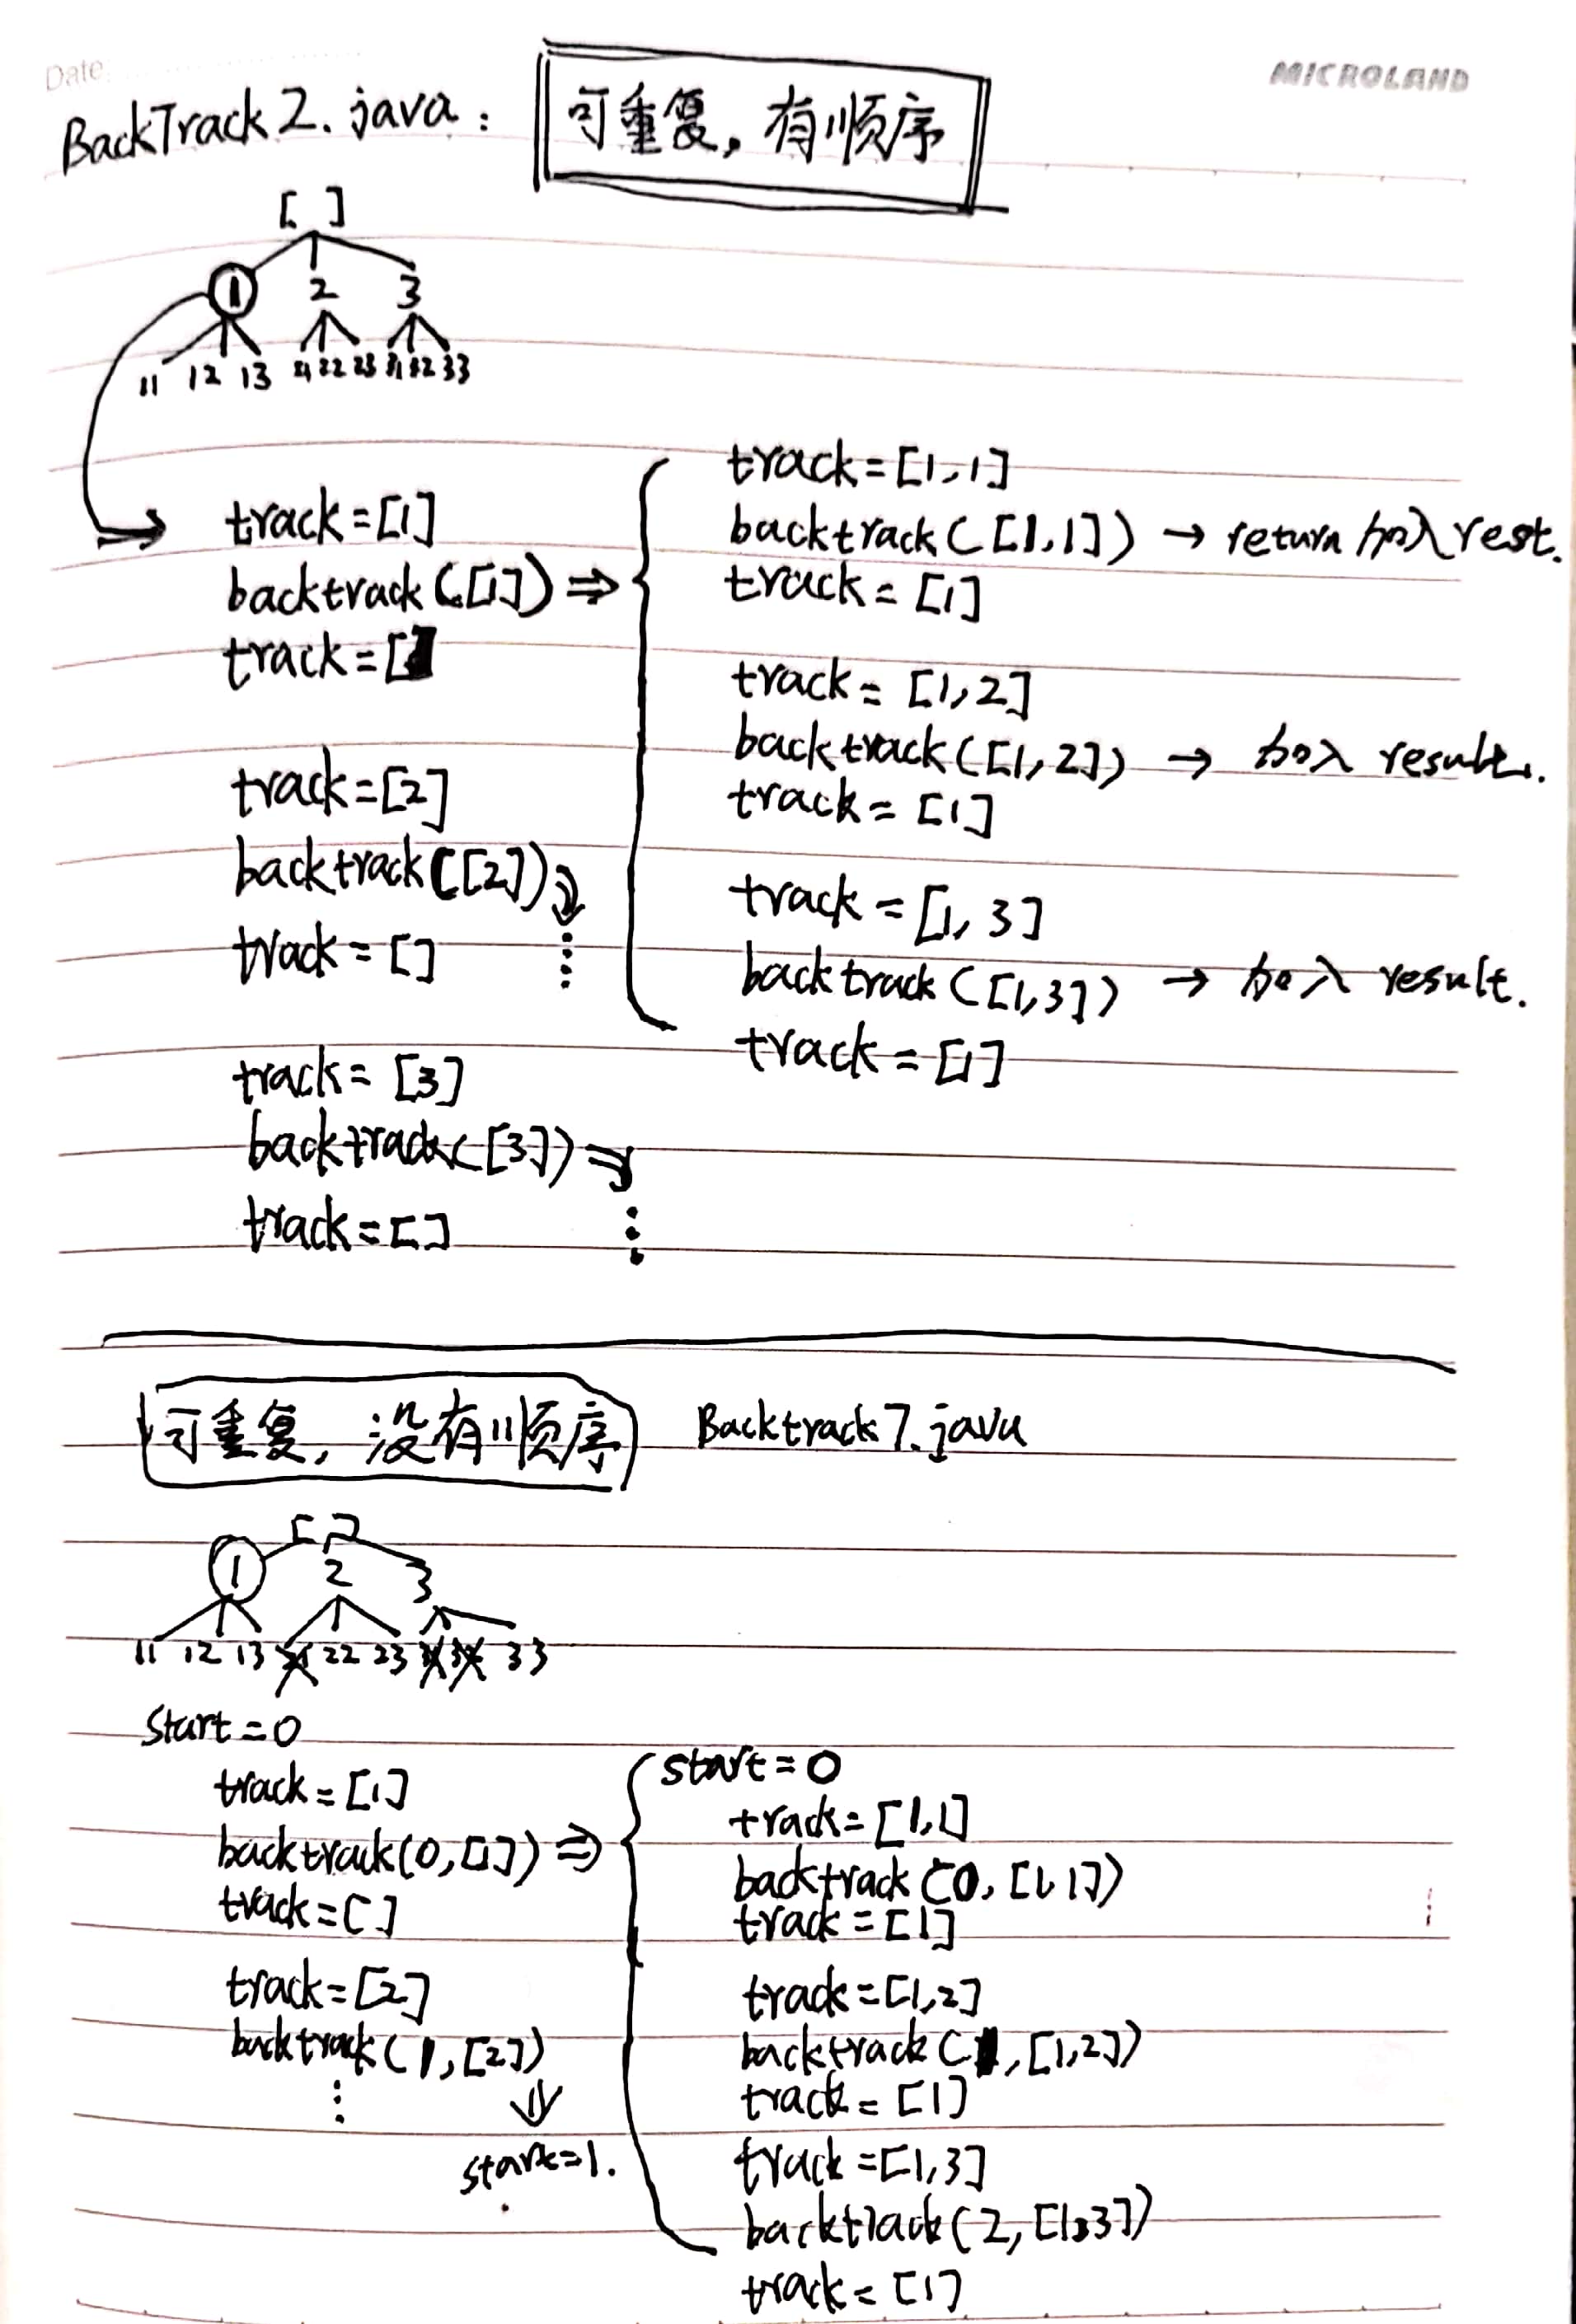 Date
MICROLAND
BackTrack2.java: 可重复,有顺序
[ ]
1 2 3
11 12 13 21 22 23 31 32 33
track=[1]
backtrack([1]) ⇒
track=[]
track=[2]
backtrack([2])
track=[]
⋮
track=[3]
backtrack([3])
track=[]
⋮
track=[1,1]
backtrack([1,1]) → return 加入rest.
track=[1]
track=[1,2]
backtrack([1,2]) → 加入 result.
track=[1]
track=[1,3]
backtrack([1,3]) → 加入 result.
track=[1]
可重复,没有顺序 Backtrack7.java
[ ]
1 2 3
11 12 13 21 22 23 31 32 33
Start=0
track=[1]
backtrack(0,[1]) ⇒
track=[]
track=[2]
backtrack(1,[2])
⋮
start=1.
start=0
track=[1,1]
backtrack(0,[1,1])
track=[1]
track=[1,2]
backtrack(1,[1,2])
track=[1]
track=[1,3]
backtrack(2,[1,3])
track=[1]